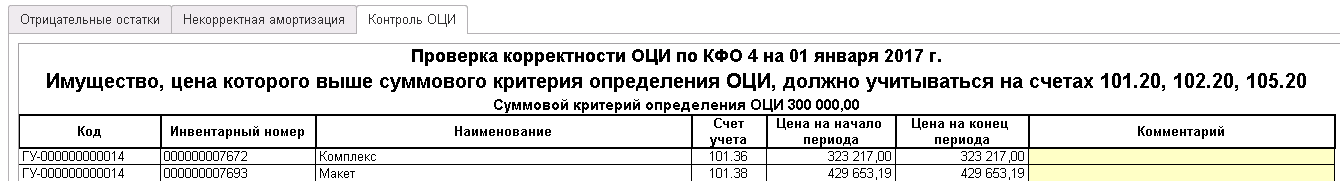 Отрицательные остатки Некорректная амортизация Контроль ОЦИ
Проверка корректности ОЦИ по КФО 4 на 01 января 2017 г.
Имущество, цена которого выше суммового критерия определения ОЦИ, должно учитываться на счетах 101.20, 102.20, 105.20
Суммовой критерий определения ОЦИ 300 000,00
Код Инвентарный номер Наименование Счет учета Цена на начало периода Цена на конец периода Комментарий
ГУ-000000000014 000000007672 Комплекс 101.36 323 217,00 323 217,00
ГУ-000000000014 000000007693 Макет 101.38 429 653,19 429 653,19